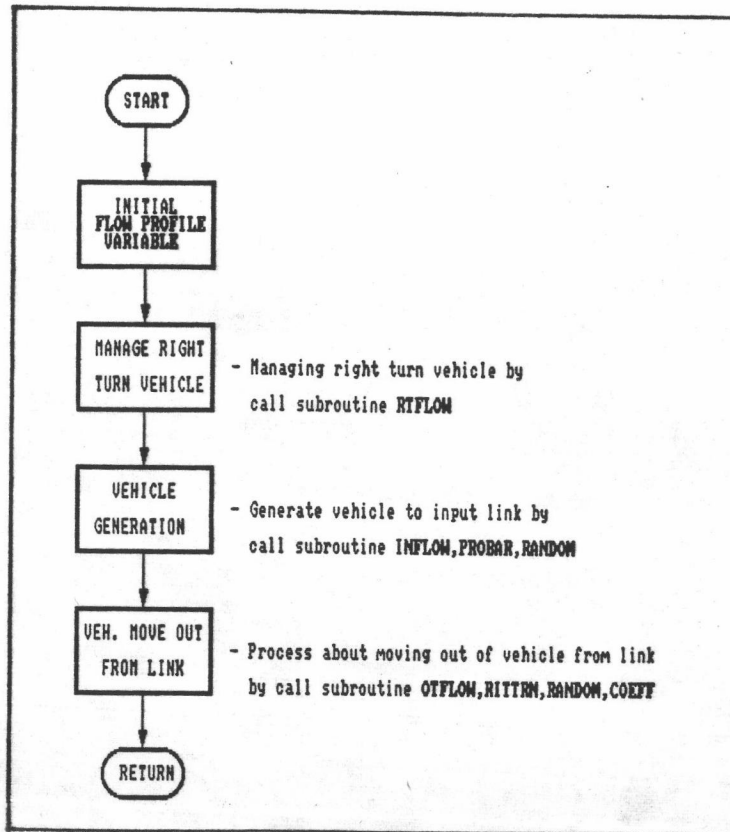 START
INITIAL
FLOW PROFILE
VARIABLE
MANAGE RIGHT
TURN VEHICLE
- Managing right turn vehicle by
call subroutine RTFLOW
VEHICLE
GENERATION
- Generate vehicle to input link by
call subroutine INFLOW,PROBAR,RANDOM
VEH. MOVE OUT
FROM LINK
- Process about moving out of vehicle from link
by call subroutine OTFLOW,RITTRN,RANDOM,COEFF
RETURN